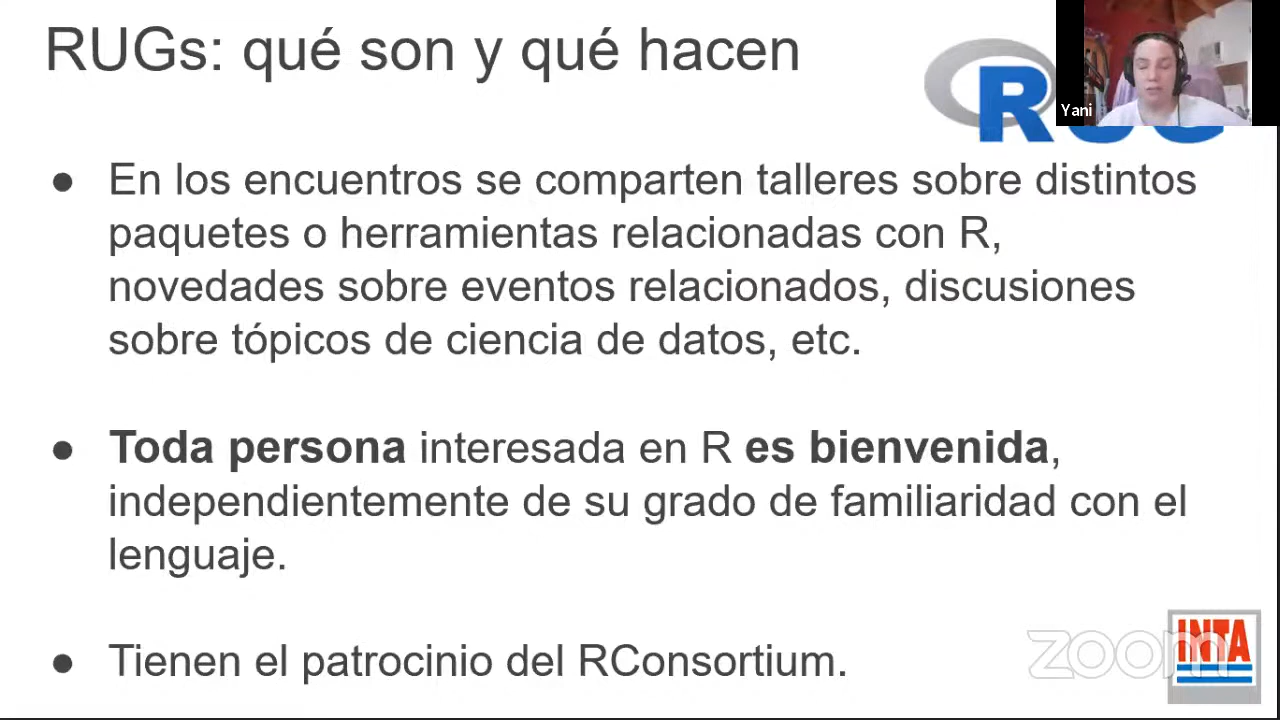 RUGs: qué son y qué hacen
Yani
● En los encuentros se comparten talleres sobre distintos
paquetes o herramientas relacionadas con R,
novedades sobre eventos relacionados, discusiones
sobre tópicos de ciencia de datos, etc.
● Toda persona interesada en R es bienvenida,
independientemente de su grado de familiaridad con el
lenguaje.
● Tienen el patrocinio del RConsortium.
zoom
INTA